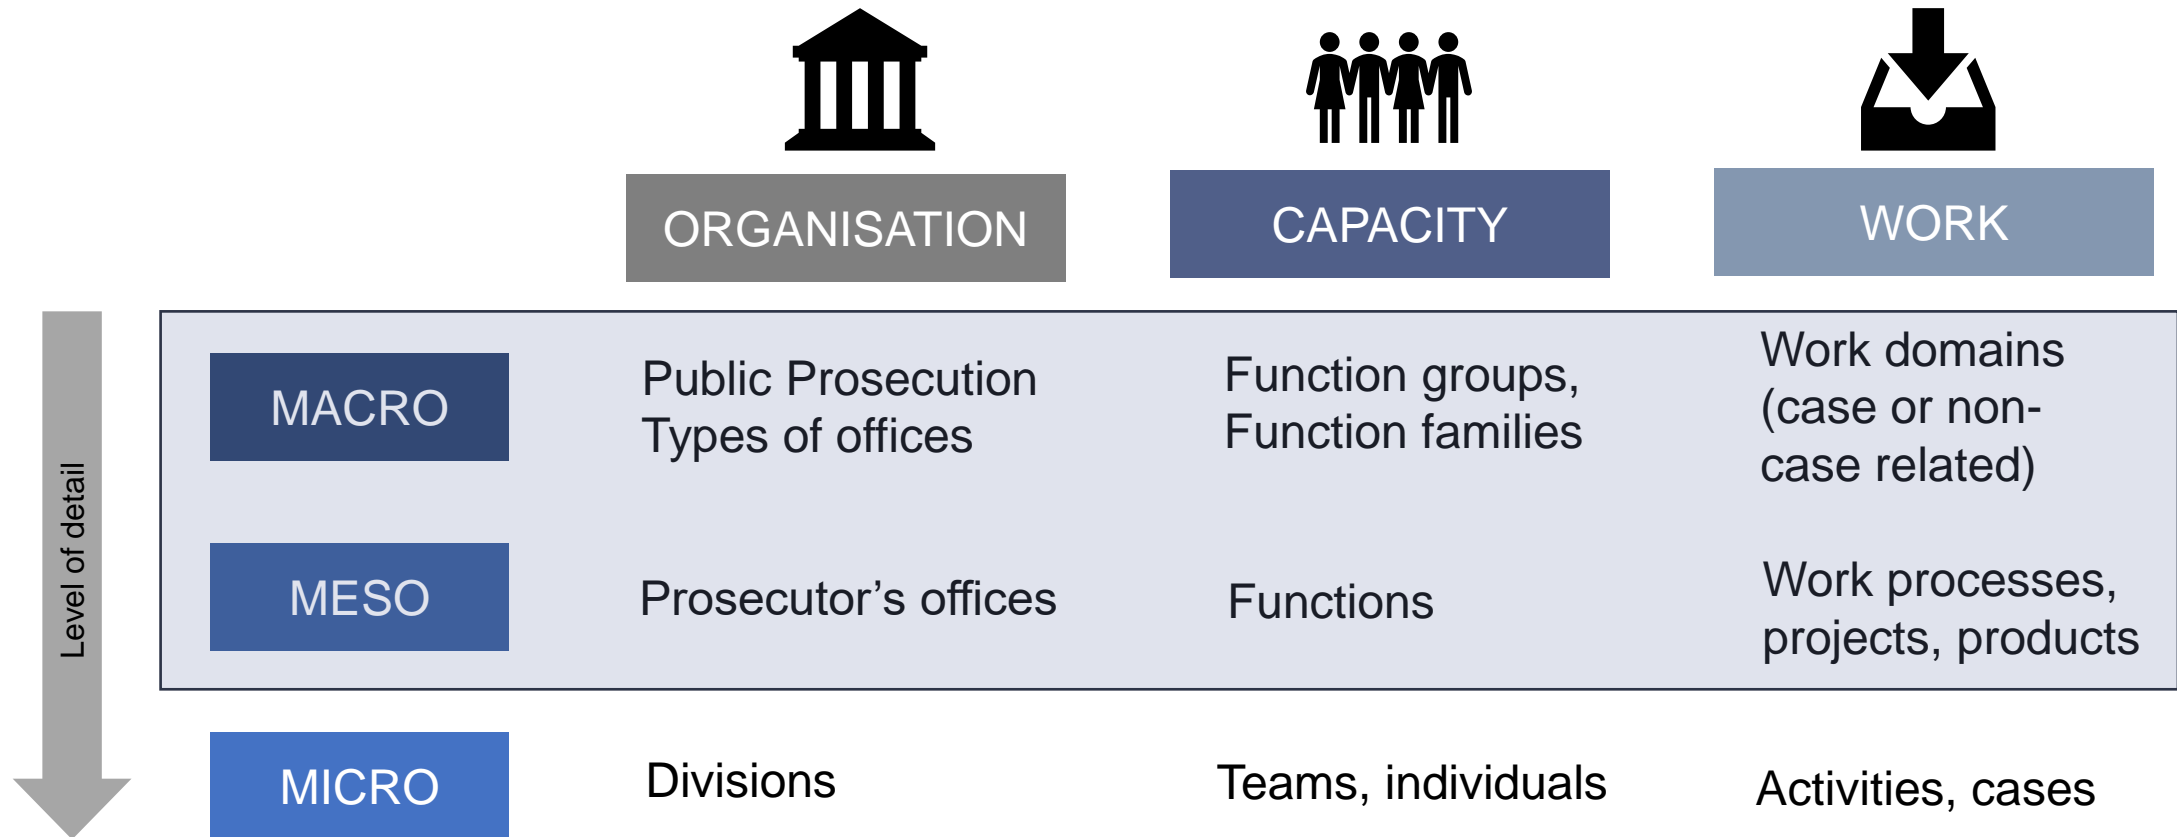 ORGANISATION
CAPACITY
WORK
Level of detail
MACRO
Public Prosecution
Types of offices
Function groups,
Function families
Work domains
(case or non-
case related)
MESO
Prosecutor’s offices
Functions
Work processes,
projects, products
MICRO
Divisions
Teams, individuals
Activities, cases